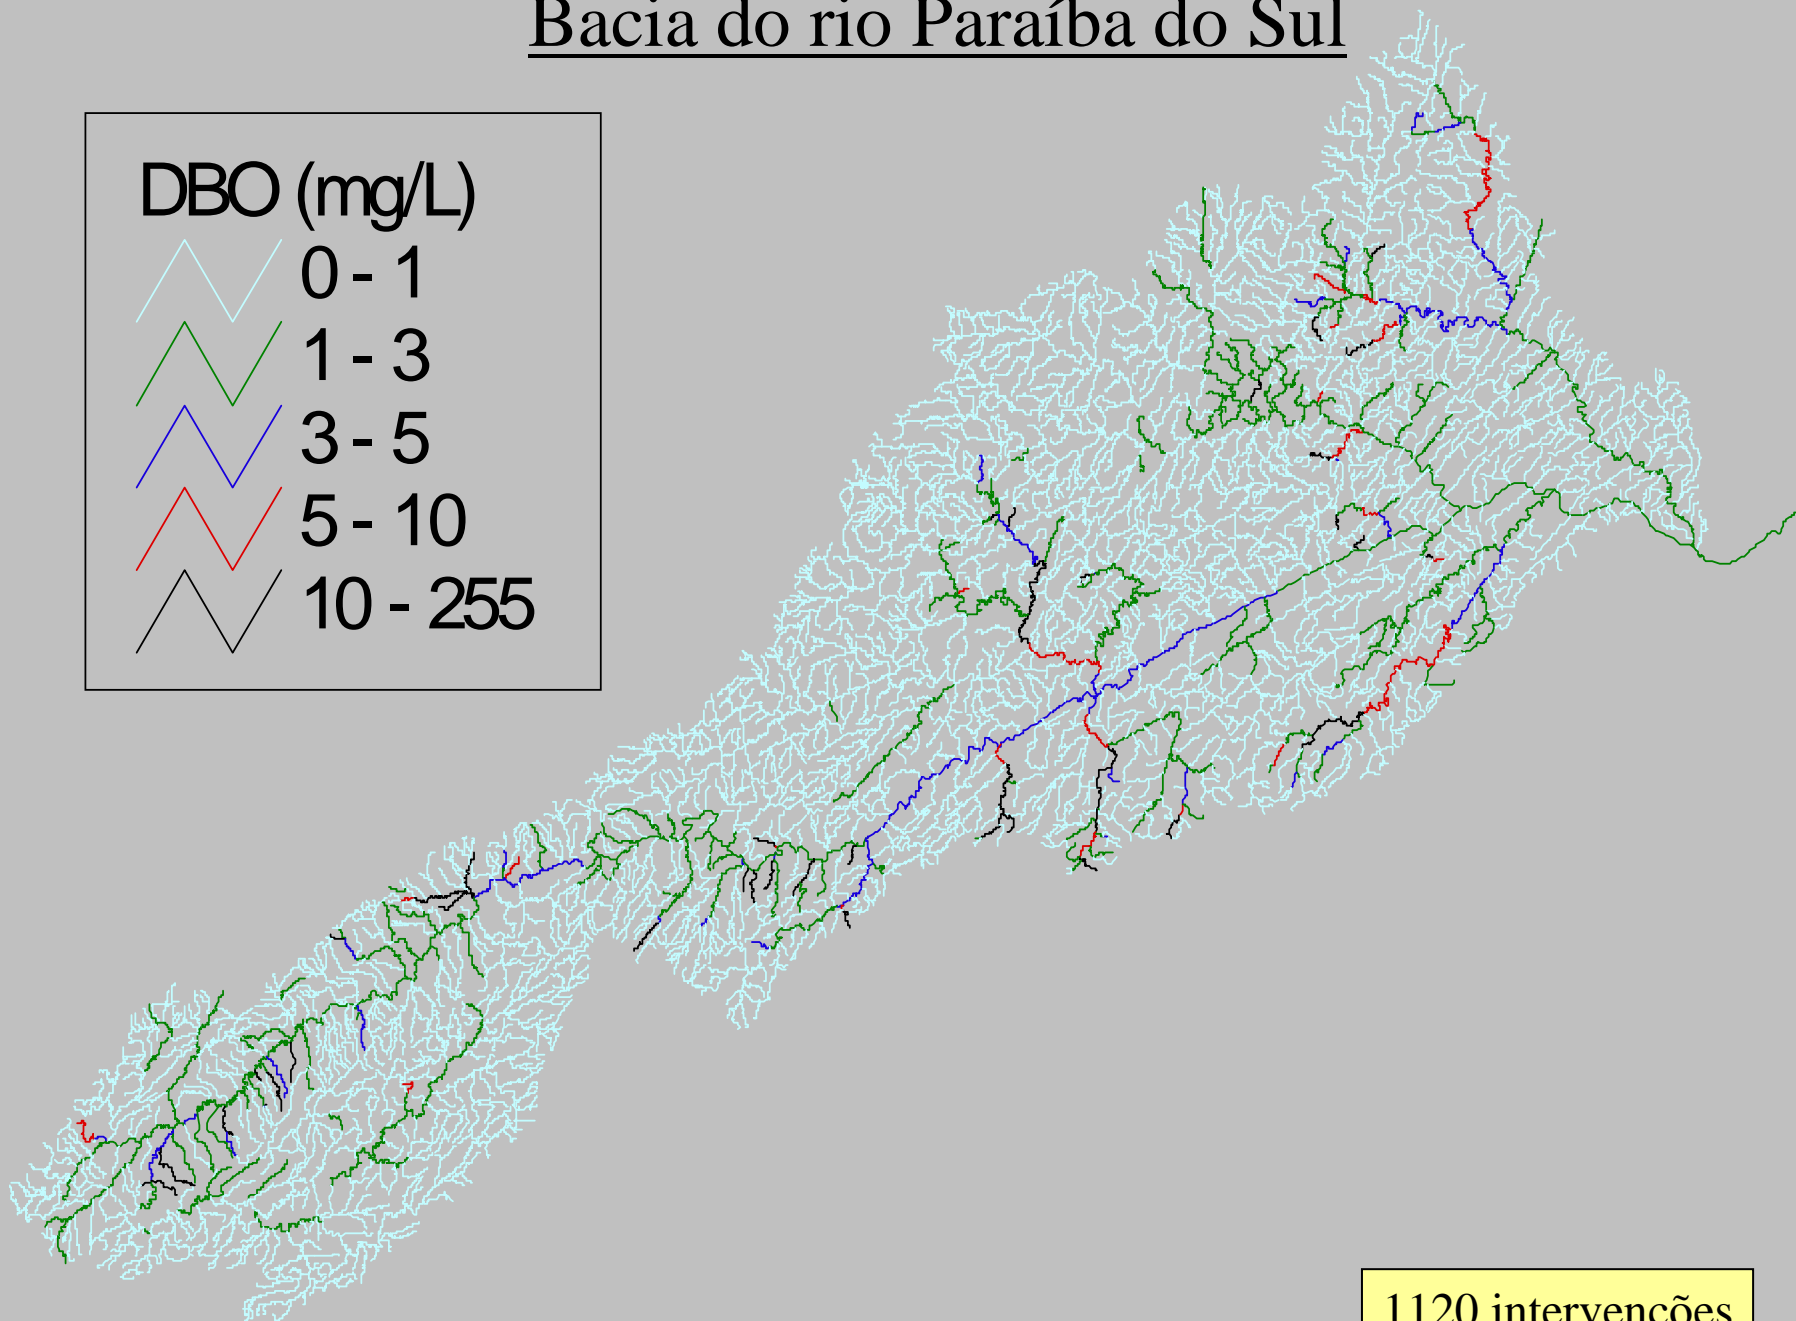 Bacia do rio Paraíba do Sul
DBO (mg/L)
0 - 1
1 - 3
3 - 5
5 - 10
10 - 255
1120 intervenções